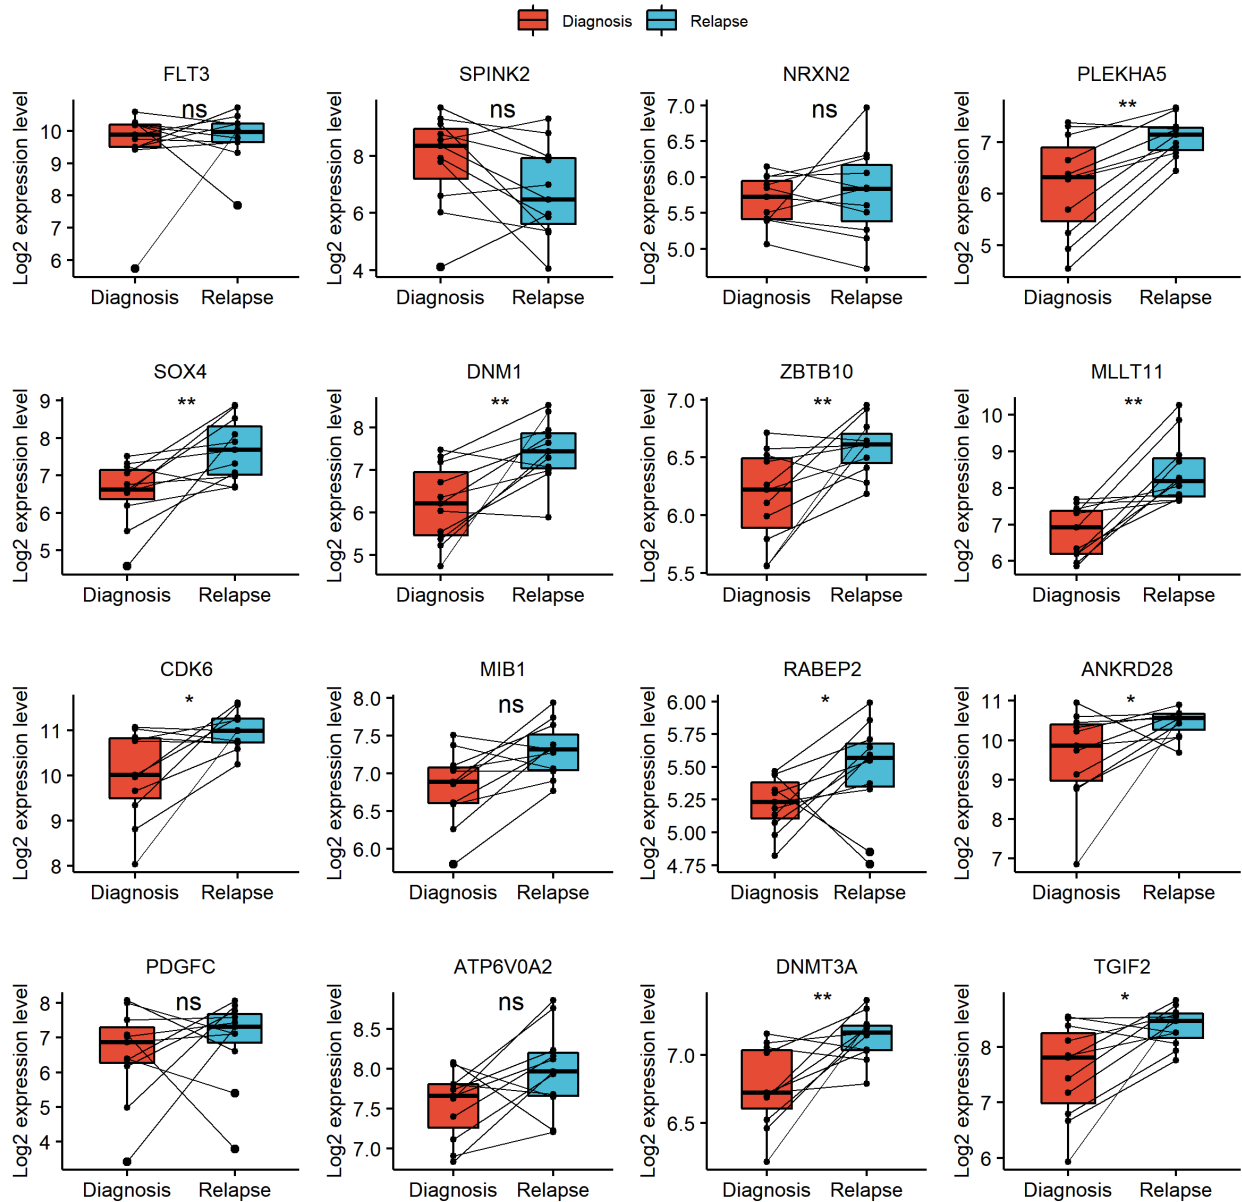 Diagnosis Relapse
FLT3
ns
Log2 expression level
10
9
8
7
6
Diagnosis Relapse
SPINK2
ns
Log2 expression level
8
6
4
Diagnosis Relapse
NRXN2
ns
Log2 expression level
7.0
6.5
6.0
5.5
5.0
Diagnosis Relapse
PLEKHA5
**
Log2 expression level
7
6
5
Diagnosis Relapse
SOX4
**
Log2 expression level
9
8
7
6
5
Diagnosis Relapse
DNM1
**
Log2 expression level
8
7
6
5
Diagnosis Relapse
ZBTB10
**
Log2 expression level
7.0
6.5
6.0
5.5
Diagnosis Relapse
MLLT11
**
Log2 expression level
10
9
8
7
6
Diagnosis Relapse
CDK6
*
Log2 expression level
11
10
9
8
Diagnosis Relapse
MIB1
ns
Log2 expression level
8.0
7.5
7.0
6.5
6.0
Diagnosis Relapse
RABEP2
*
Log2 expression level
6.00
5.75
5.50
5.25
5.00
4.75
Diagnosis Relapse
ANKRD28
*
Log2 expression level
11
10
9
8
7
Diagnosis Relapse
PDGFC
ns
Log2 expression level
8
7
6
5
4
Diagnosis Relapse
ATP6V0A2
ns
Log2 expression level
8.5
8.0
7.5
7.0
Diagnosis Relapse
DNMT3A
**
Log2 expression level
7.0
6.5
Diagnosis Relapse
TGIF2
*
Log2 expression level
8
7
6
Diagnosis Relapse